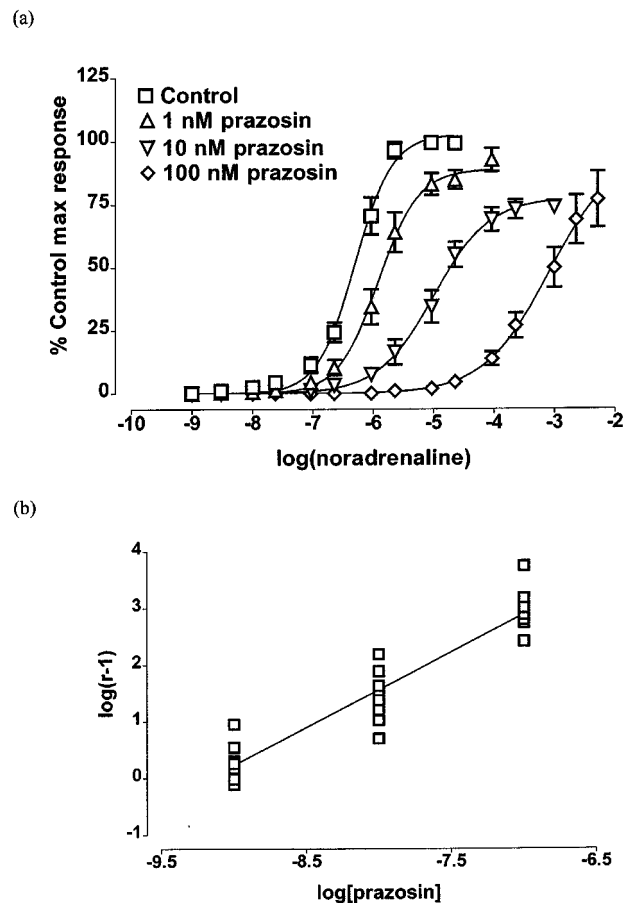 (a)
125
100
75
50
25
0
% Control max response
Control
1 nM prazosin
10 nM prazosin
100 nM prazosin
-10 -9 -8 -7 -6 -5 -4 -3 -2
log(noradrenaline)
(b)
4
3
2
1
0
-1
log(r-1)
-9.5 -8.5 -7.5 -6.5
log[prazosin]